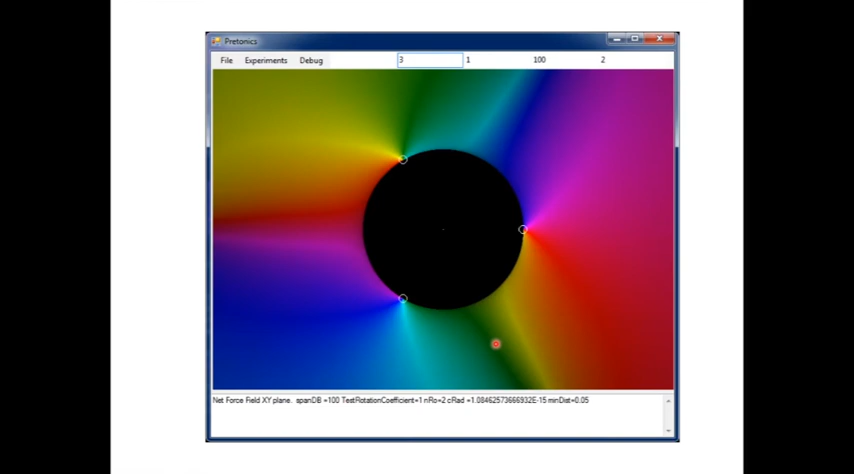 Pretonics
File Experiments Debug 3 1 100 2
Net Force Field XY plane. spanDB =100 TestRotationCoefficient=1 nRo=2 cRad =1.08462573666932E-15 minDist=0.05